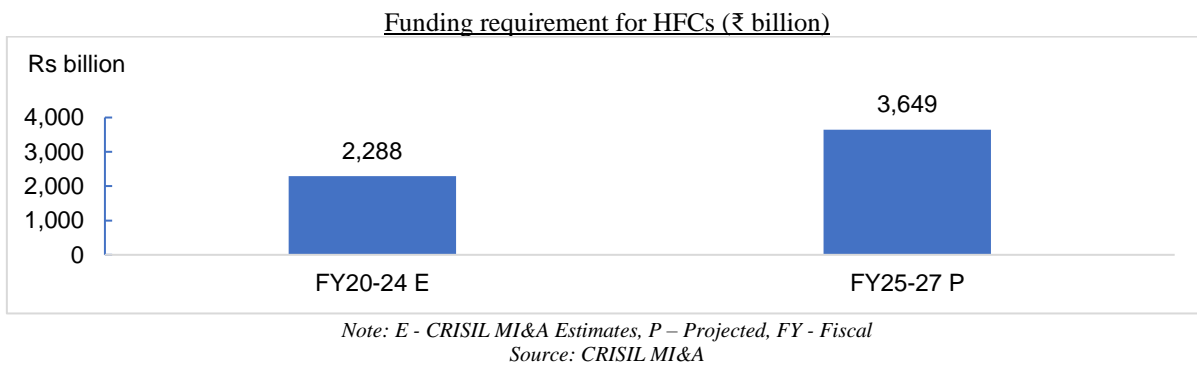 Funding requirement for HFCs (₹ billion)
Rs billion
4,000
3,000
2,000
1,000
0
2,288
3,649
FY20-24 E
FY25-27 P
Note: E - CRISIL MI&A Estimates, P – Projected, FY - Fiscal
Source: CRISIL MI&A